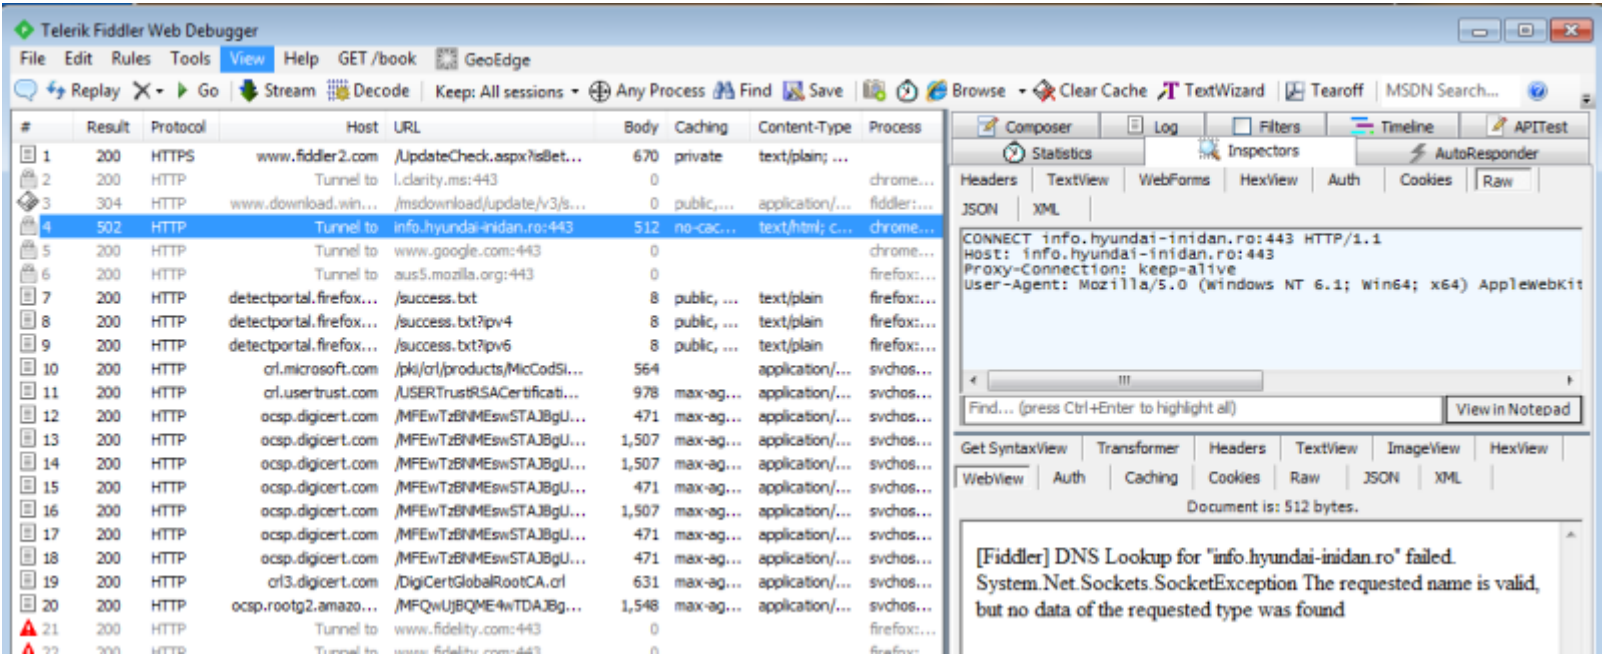 Telerik Fiddler Web Debugger
File Edit Rules Tools View Help GET /book GeoEdge
Replay Go Stream Decode Keep: All sessions Any Process Find Save Browse Clear Cache TextWizard Tearoff MSDN Search...
# Result Protocol Host URL Body Caching Content-Type Process
1 200 HTTPS www.fiddler2.com /UpdateCheck.aspx?isBet... 670 private text/plain; ...
2 200 HTTP Tunnel to l.clarity.ms:443 0 chrome...
3 304 HTTP www.download.win... /msdownload/update/v3/s... 0 public,... application/... fiddler:...
4 502 HTTP Tunnel to info.hyundai-inidan.ro:443 512 no-cac... text/html; c... chrome...
5 200 HTTP Tunnel to www.google.com:443 0 chrome...
6 200 HTTP Tunnel to aus5.mozilla.org:443 0 firefox:...
7 200 HTTP detectportal.firefox... /success.txt 8 public, ... text/plain firefox:...
8 200 HTTP detectportal.firefox... /success.txt?ipv4 8 public, ... text/plain firefox:...
9 200 HTTP detectportal.firefox... /success.txt?ipv6 8 public, ... text/plain firefox:...
10 200 HTTP crl.microsoft.com /pki/crl/products/MicCodSi... 564 application/... svchos...
11 200 HTTP crl.usertrust.com /USERTrustRSACertificati... 978 max-ag... application/... svchos...
12 200 HTTP ocsp.digicert.com /MFEwTzBNMEswSTAJBgU... 471 max-ag... application/... svchos...
13 200 HTTP ocsp.digicert.com /MFEwTzBNMEswSTAJBgU... 1,507 max-ag... application/... svchos...
14 200 HTTP ocsp.digicert.com /MFEwTzBNMEswSTAJBgU... 1,507 max-ag... application/... svchos...
15 200 HTTP ocsp.digicert.com /MFEwTzBNMEswSTAJBgU... 471 max-ag... application/... svchos...
16 200 HTTP ocsp.digicert.com /MFEwTzBNMEswSTAJBgU... 1,507 max-ag... application/... svchos...
17 200 HTTP ocsp.digicert.com /MFEwTzBNMEswSTAJBgU... 471 max-ag... application/... svchos...
18 200 HTTP ocsp.digicert.com /MFEwTzBNMEswSTAJBgU... 471 max-ag... application/... svchos...
19 200 HTTP crl3.digicert.com /DigiCertGlobalRootCA.crl 631 max-ag... application/... svchos...
20 200 HTTP ocsp.rootg2.amazo... /MFQwUjBQME4wTDAJBg... 1,548 max-ag... application/... svchos...
21 200 HTTP Tunnel to www.fidelity.com:443 0 firefox:...
22 200 HTTP Tunnel to www.fidelity.com:443 0 firefox:...
Composer Log Filters Timeline APITest
Statistics Inspectors AutoResponder
Headers TextView WebForms HexView Auth Cookies Raw
JSON XML
CONNECT info.hyundai-inidan.ro:443 HTTP/1.1
Host: info.hyundai-inidan.ro:443
Proxy-Connection: keep-alive
User-Agent: Mozilla/5.0 (Windows NT 6.1; Win64; x64) AppleWebKit
Find... (press Ctrl+Enter to highlight all) View in Notepad
Get SyntaxView Transformer Headers TextView ImageView HexView
WebView Auth Caching Cookies Raw JSON XML
Document is: 512 bytes.
[Fiddler] DNS Lookup for "info.hyundai-inidan.ro" failed.
System.Net.Sockets.SocketException The requested name is valid,
but no data of the requested type was found